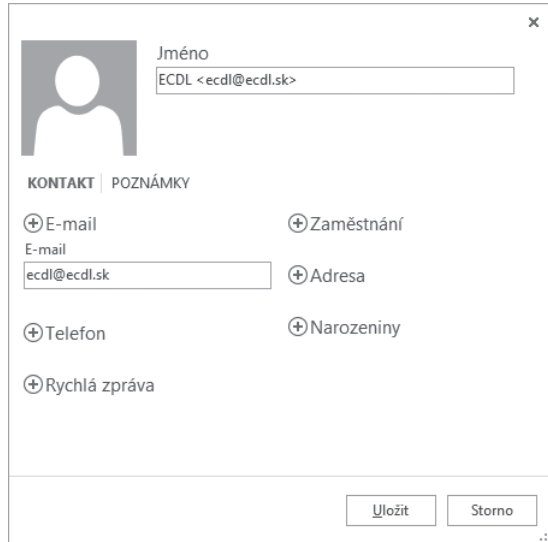 Jméno
ECDL <ecdl@ecdl.sk>
KONTAKT POZNÁMKY
E-mail
E-mail
ecdl@ecdl.sk
Telefon
Rychlá zpráva
Zaměstnání
Adresa
Narozeniny
Uložit Storno